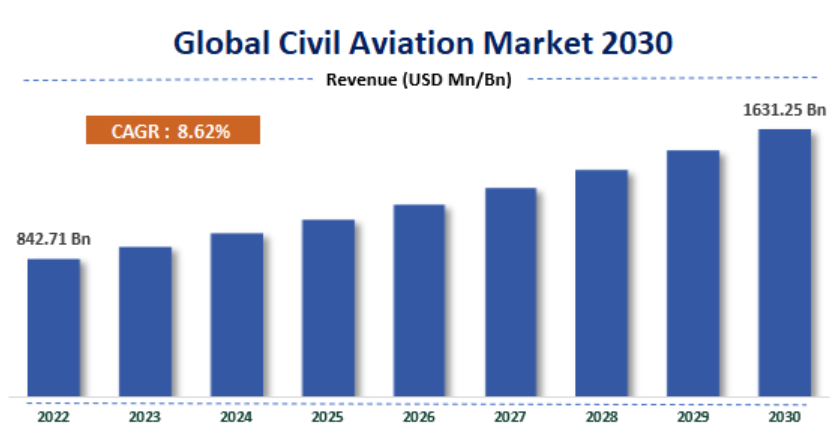 Global Civil Aviation Market 2030
Revenue (USD Mn/Bn)
CAGR : 8.62%
1631.25 Bn
842.71 Bn
2022 2023 2024 2025 2026 2027 2028 2029 2030